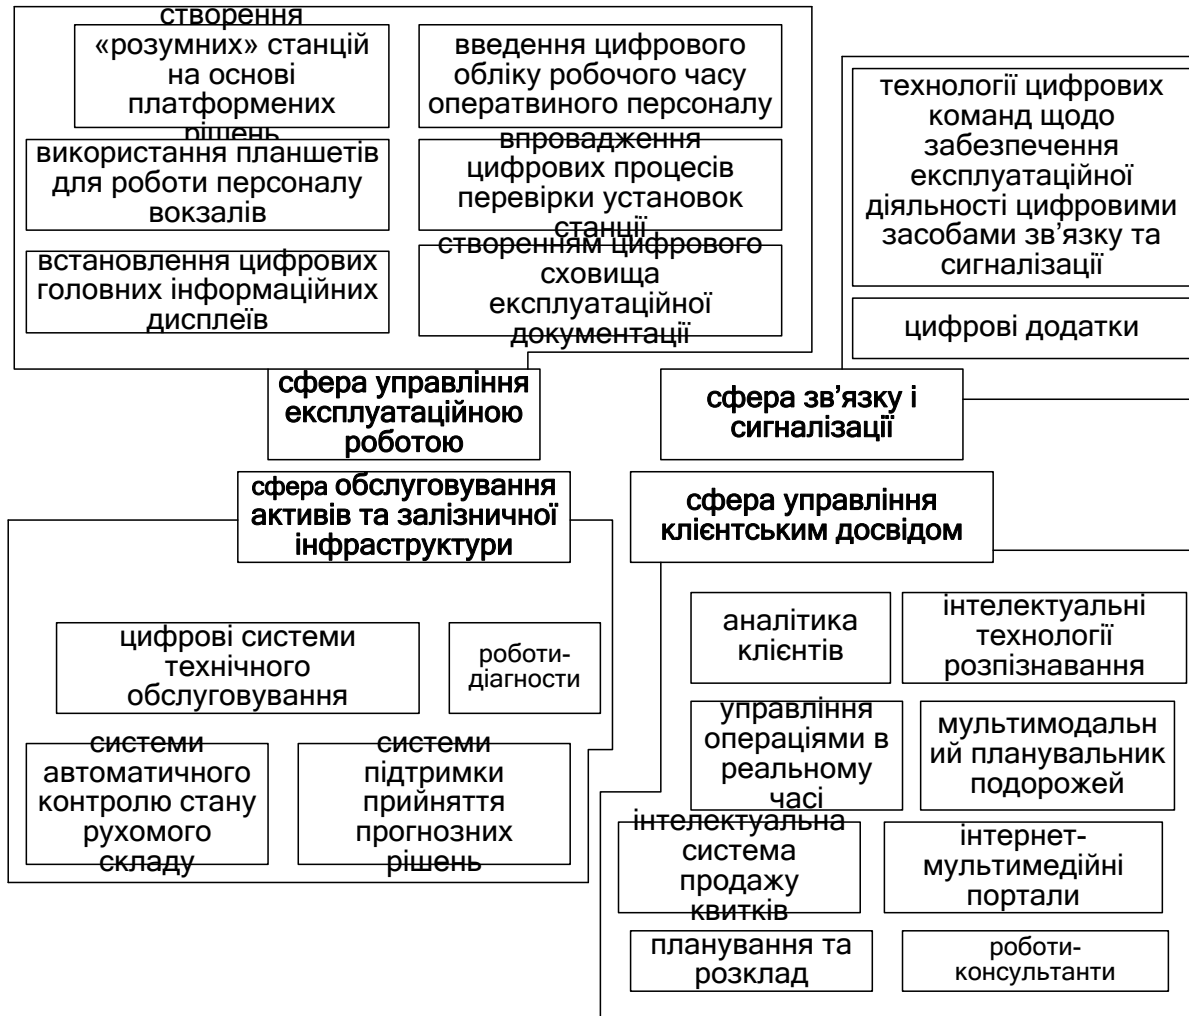 створення
«розумних» станцій
на основі
платформених
рішень
введення цифрового
обліку робочого часу
оператвиного персоналу
використання планшетів
для роботи персоналу
вокзалів
впровадження
цифрових процесів
перевірки установок
станції
встановлення цифрових
головних інформаційних
дисплеїв
створенням цифрового
сховища
експлуатаційної
документації
технології цифрових
команд щодо
забезпечення
експлуатаційної
діяльності цифровими
засобами зв’язку та
сигналізації
цифрові додатки
сфера управління
експлуатаційною
роботою
сфера зв’язку і
сигналізації
сфера обслуговування
активів та залізничної
інфраструктури
сфера управління
клієнтським досвідом
цифрові системи
технічного
обслуговування
роботи-
діагности
системи
автоматичного
контролю стану
рухомого
складу
системи
підтримки
прийняття
прогнозних
рішень
аналітика
клієнтів
інтелектуальні
технології
розпізнавання
управління
операціями в
реальному
часі
мультимодальн
ий планувальник
подорожей
інтелектуальна
система
продажу
квитків
інтернет-
мультимедійні
портали
планування та
розклад
роботи-
консультанти